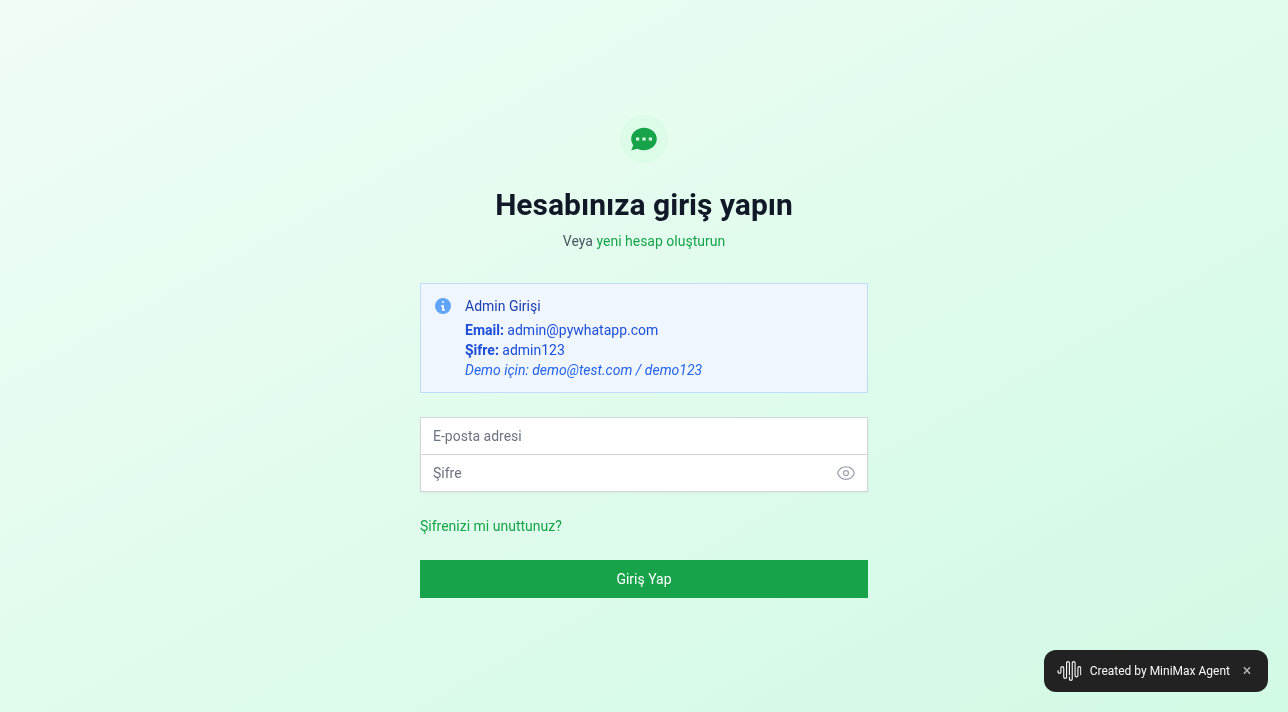 Hesabınıza giriş yapın
Veya yeni hesap oluşturun
Admin Girişi
Email: admin@pywhatapp.com
Şifre: admin123
Demo için: demo@test.com / demo123
E-posta adresi
Şifre
Şifrenizi mi unuttunuz?
Giriş Yap
Created by MiniMax Agent ×